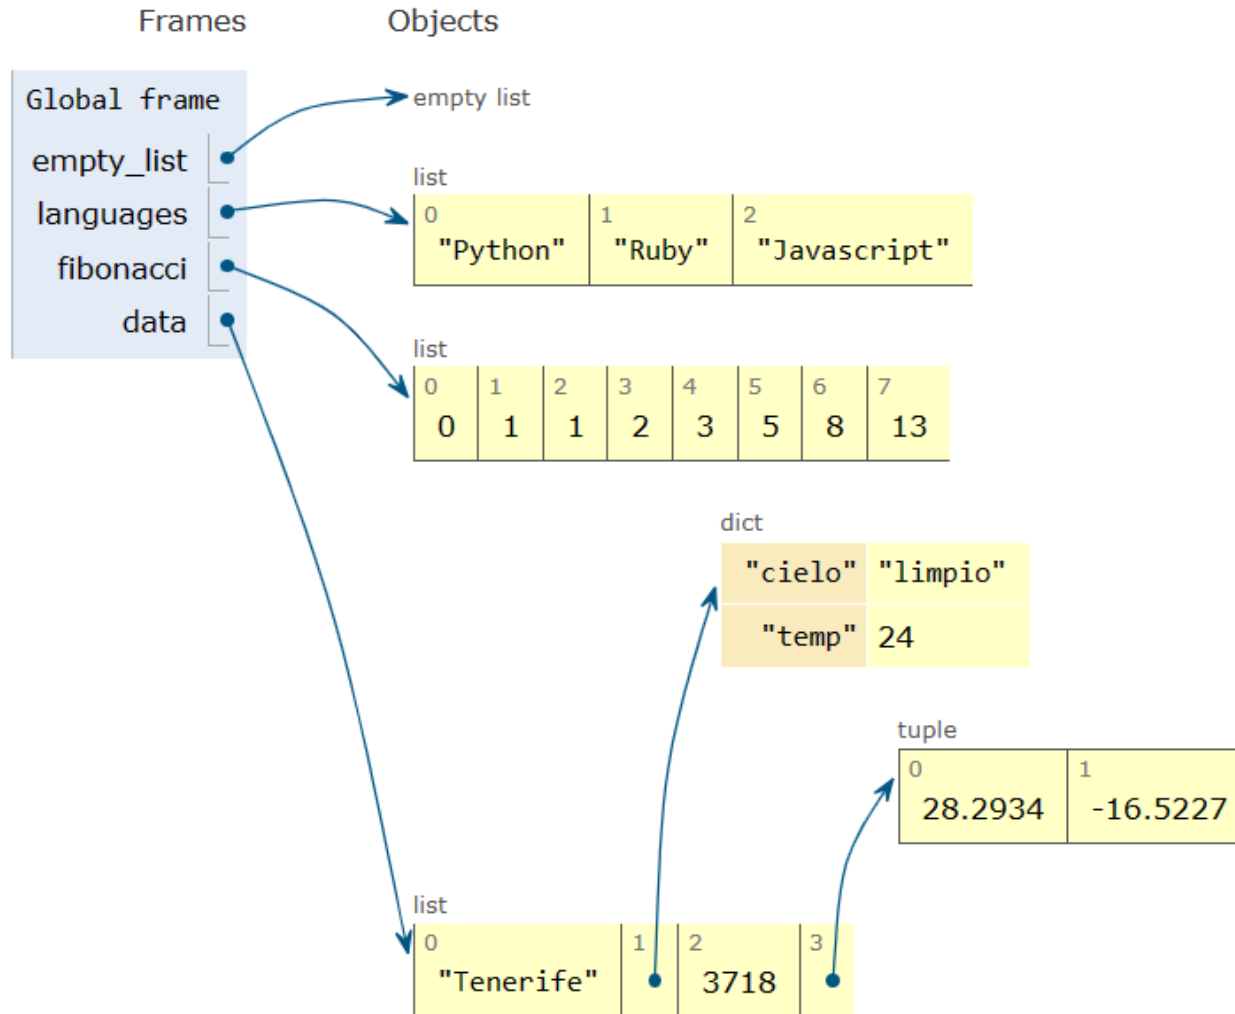 Frames Objects
Global frame
empty_list
languages
fibonacci
data
empty list
list
0 1 2
"Python" "Ruby" "Javascript"
list
0 1 2 3 4 5 6 7
0 1 1 2 3 5 8 13
dict
"cielo" "limpio"
"temp" 24
tuple
0 1
28.2934 -16.5227
list
0 1 2 3
"Tenerife" 3718